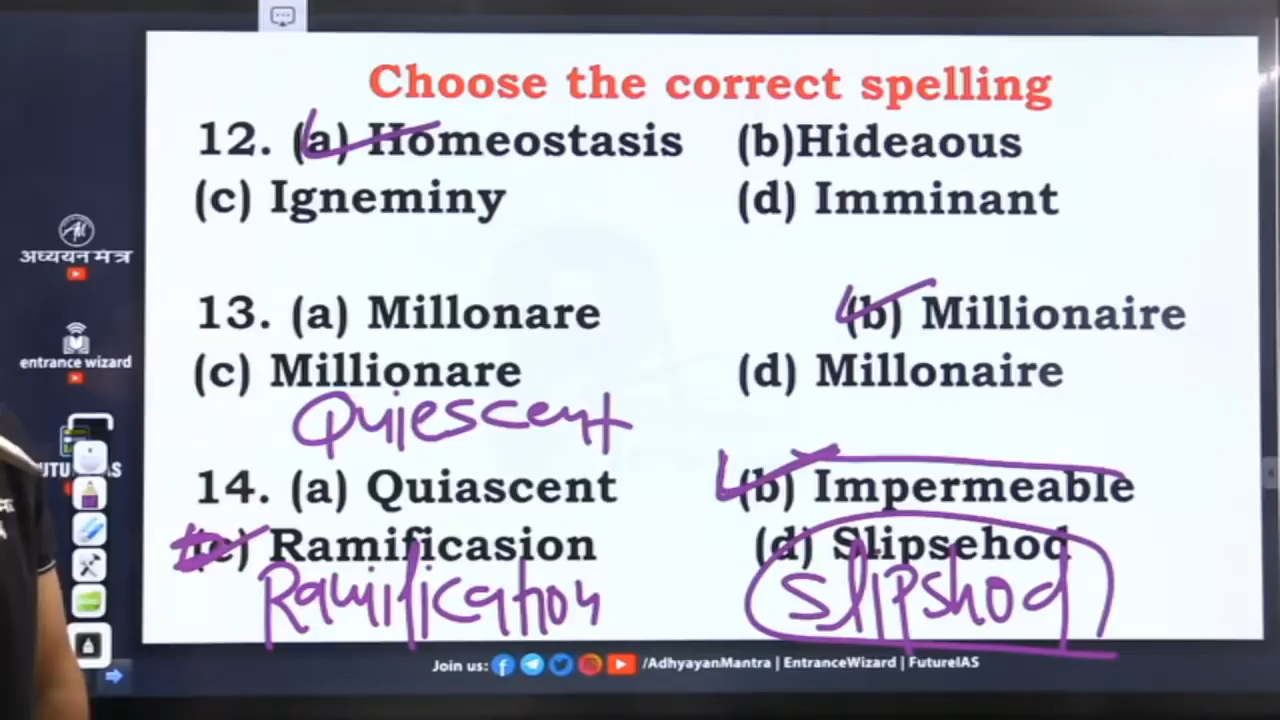 Choose the correct spelling
12. (a) Homeostasis (b)Hideaous
(c) Igneminy (d) Imminant
अध्ययन मंत्र
13. (a) Millonare (b) Millionaire
entrance wizard
(c) Millionare (d) Millonaire
Quiescent
14. (a) Quiascent (b) Impermeable
(c) Ramificasion (d) Slipsehod
Ramification slipshod
Join us: /AdhyayanMantra | EntranceWizard | FutureIAS